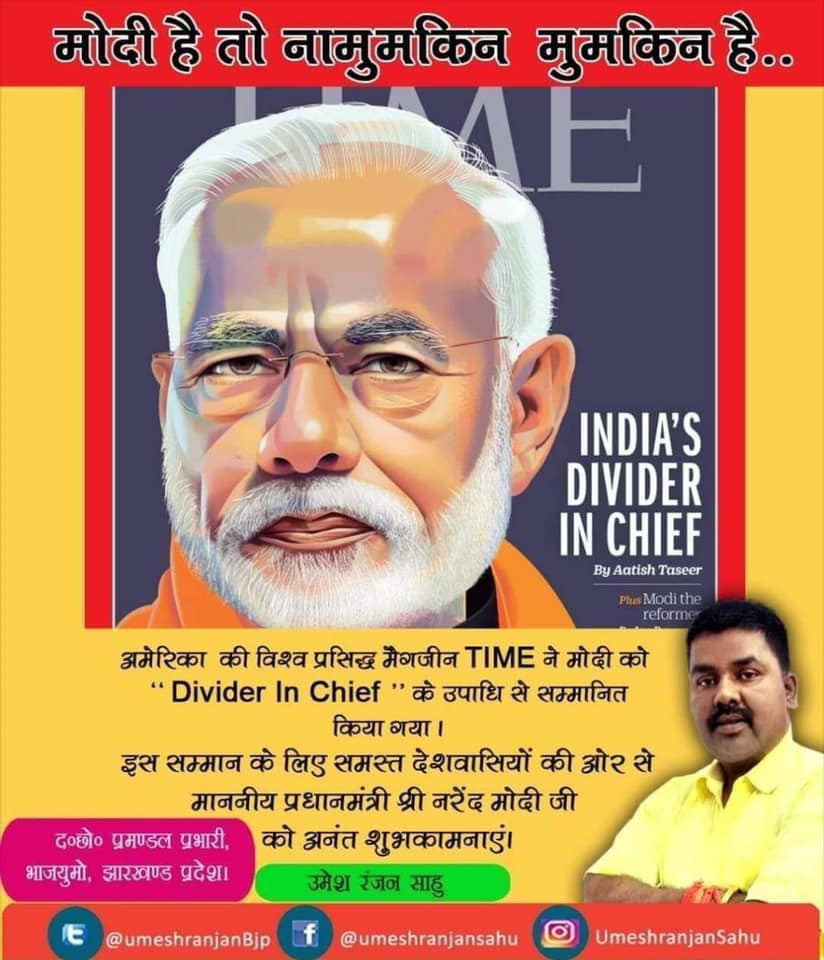 मोदी है तो नामुमकिन मुमकिन है..
TIME
INDIA'S
DIVIDER
IN CHIEF
By Aatish Taseer
Plus Modi the
reformer
अमेरिका की विश्व प्रसिद्ध मैगजीन TIME ने मोदी को
“ Divider In Chief ” के उपाधि से सम्मानित
किया गया।
इस सम्मान के लिए समस्त देशवासियों की ओर से
माननीय प्रधानमंत्री श्री नरेंद मोदी जी
को अनंत शुभकामनाएं।
द०छो० प्रमण्डल प्रभारी,
भाजयुमो, झारखण्ड प्रदेश।
उमेश रंजन साहु
@umeshranjanBjp
@umeshranjansahu
UmeshranjanSahu